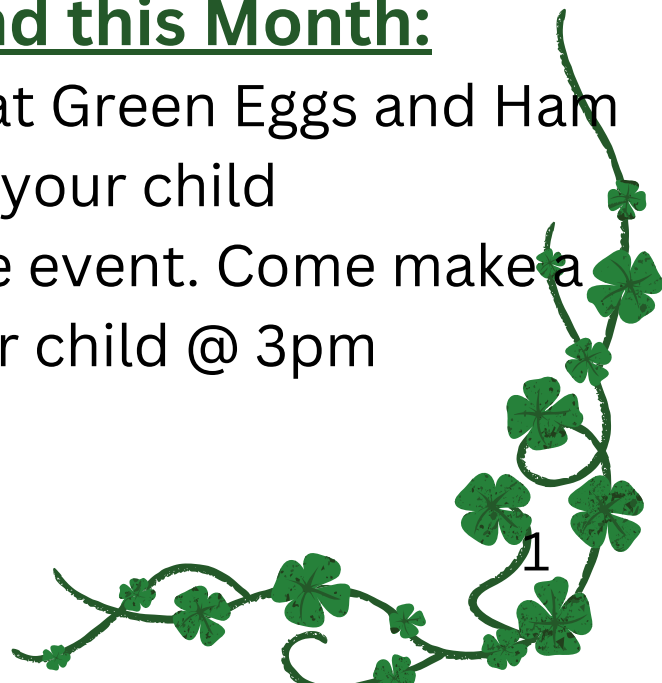 nd this Month:
at Green Eggs and Ham
your child
e event. Come make a
r child @ 3pm
1